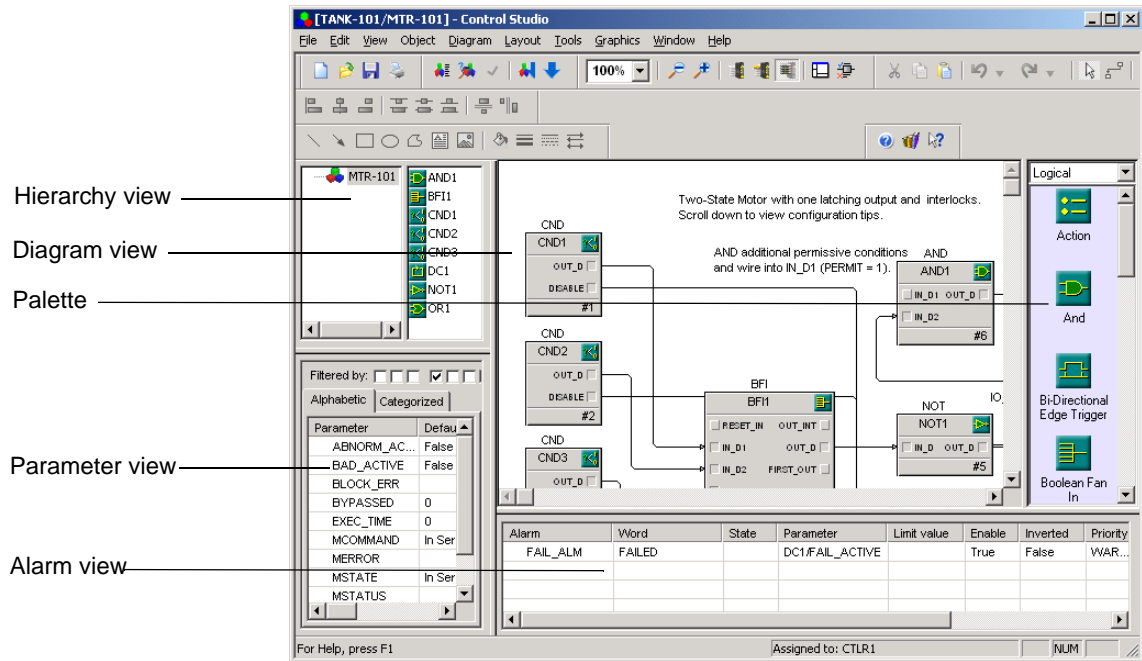 [TANK-101/MTR-101] - Control Studio
File Edit View Object Diagram Layout Tools Graphics Window Help
100%
Hierarchy view
Diagram view
Palette
Parameter view
Alarm view
MTR-101
AND1
BFI1
CND1
CND2
CND3
DC1
NOT1
OR1
Filtered by:
Alphabetic Categorized
Parameter Defau
ABNORM_AC... False
BAD_ACTIVE False
BLOCK_ERR
BYPASSED 0
EXEC_TIME 0
MCOMMAND In Ser
MERROR
MSTATE In Ser
MSTATUS
Two-State Motor with one latching output and interlocks.
Scroll down to view configuration tips.
AND additional permissive conditions
and wire into IN_D1 (PERMIT = 1).
CND
CND1
OUT_D
DISABLE
#1
CND
CND2
OUT_D
DISABLE
#2
CND
CND3
OUT_D
BFI
BFI1
RESET_IN OUT_INT
IN_D1 OUT_D
IN_D2 FIRST_OUT
AND
AND1
IN_D1 OUT_D
IN_D2
#6
NOT
NOT1
IN_D OUT_D
#5
IO_
Logical
Action
And
Bi-Directional
Edge Trigger
Boolean Fan
In
Alarm Word State Parameter Limit value Enable Inverted Priority
FAIL_ALM FAILED DC1/FAIL_ACTIVE True False WAR...
For Help, press F1 Assigned to: CTLR1 NUM